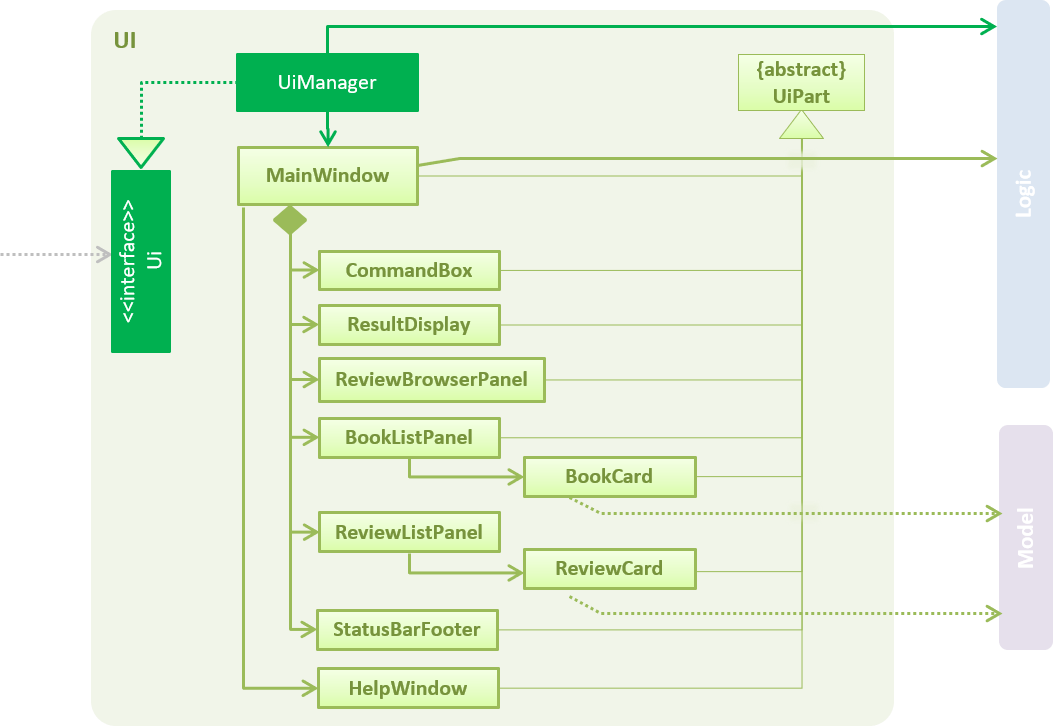 UI
UiManager
{abstract}
UiPart
MainWindow
Logic
<<interface>>
Ui
CommandBox
ResultDisplay
ReviewBrowserPanel
BookListPanel
BookCard
Model
ReviewListPanel
ReviewCard
StatusBarFooter
HelpWindow